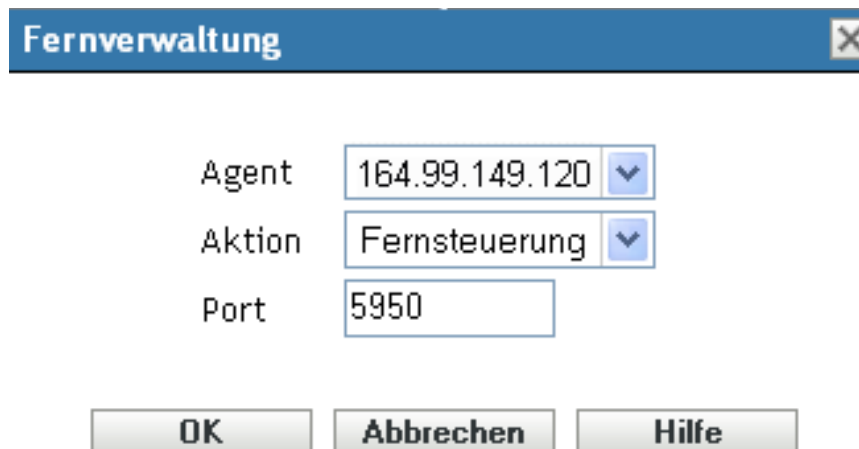 Fernverwaltung
Agent 164.99.149.120
Aktion Fernsteuerung
Port 5950
OK Abbrechen Hilfe